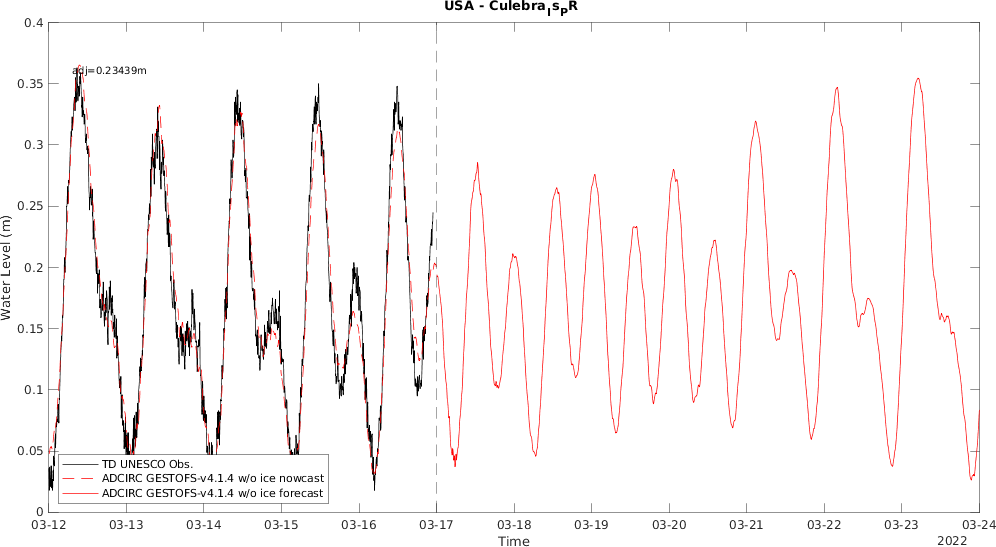 USA - CulebraIsPR
0.4
adj=0.23439m
0.35
0.3
0.25
0.2
0.15
0.1
0.05
0
Water Level (m)
TD UNESCO Obs.
ADCIRC GESTOFS-v4.1.4 w/o ice nowcast
ADCIRC GESTOFS-v4.1.4 w/o ice forecast
03-12 03-13 03-14 03-15 03-16 03-17 03-18 03-19 03-20 03-21 03-22 03-23 03-24
Time
2022